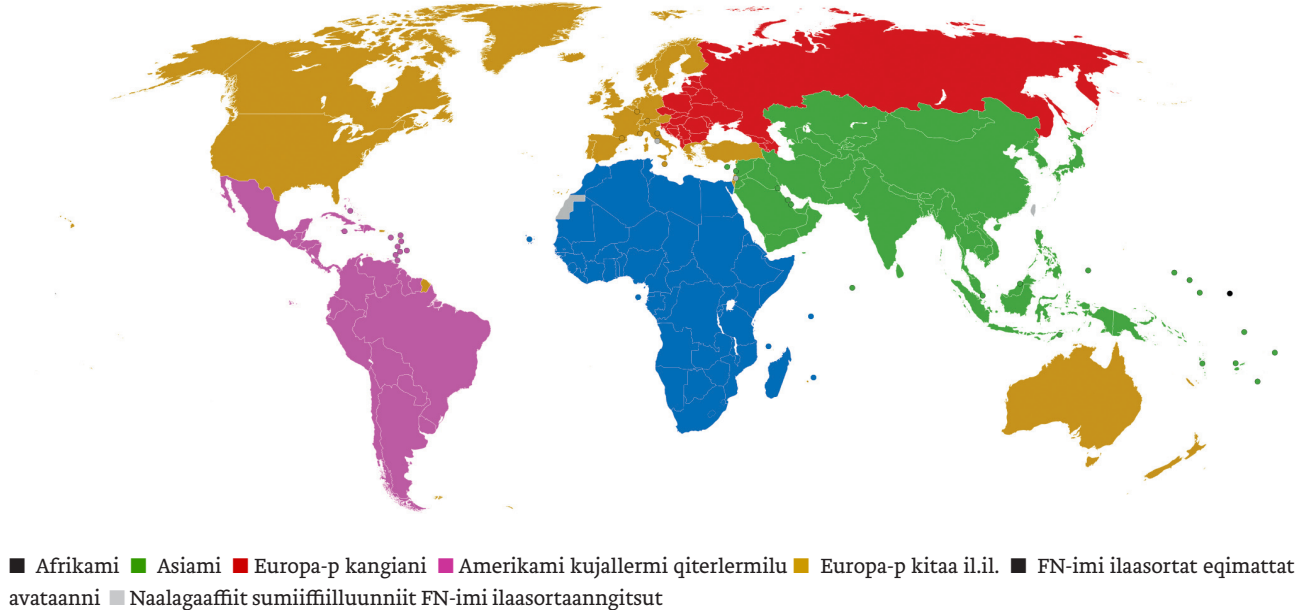 Afrikami Asiami Europa-p kangiani Amerikami kujallermi qiterlermilu Europa-p kitaa il.il. FN-imi ilaasortat eqimattat
avataanni Naalagaaffiit sumiiffiilluunniit FN-imi ilaasortaanngitsut